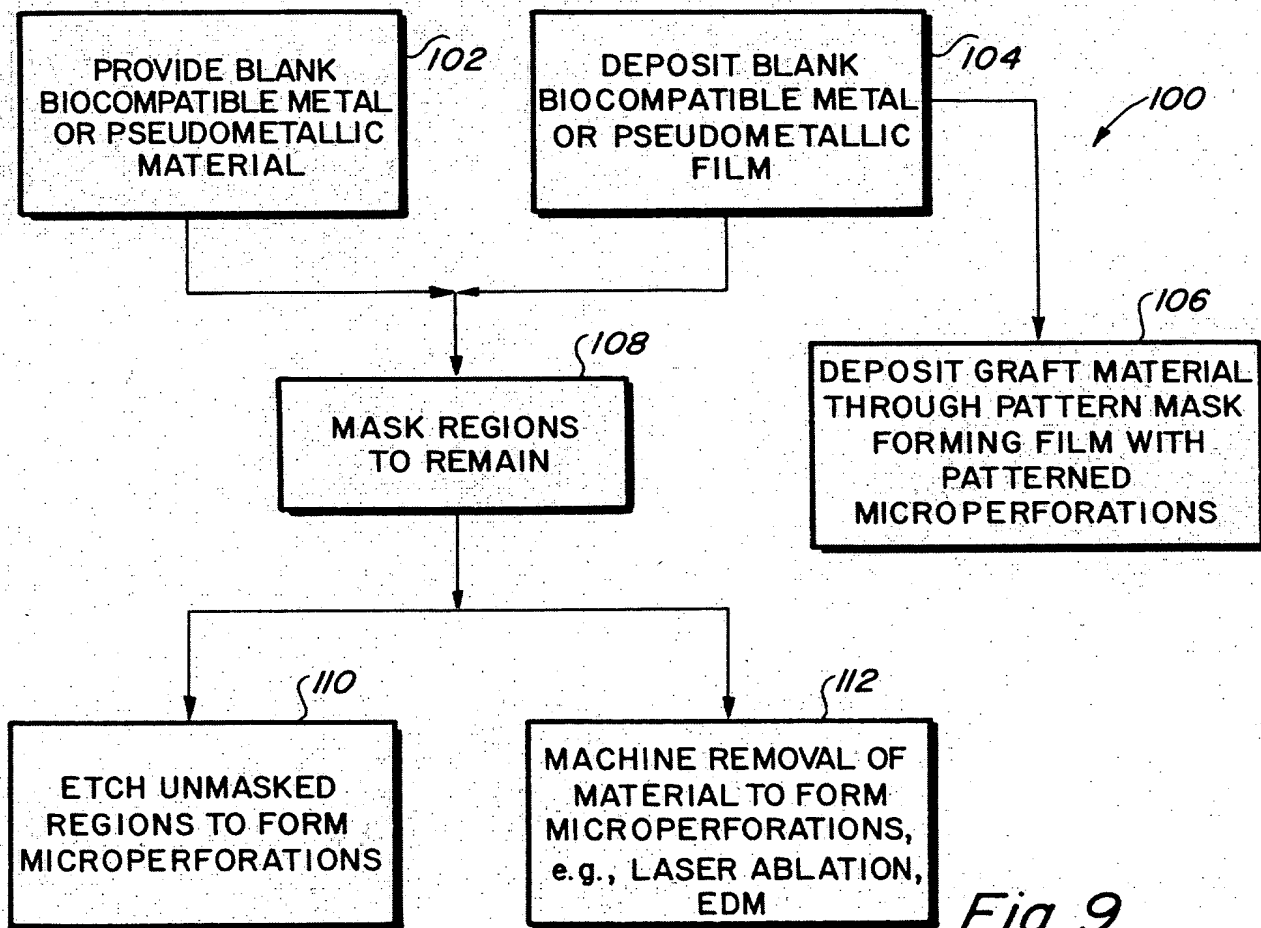 102
PROVIDE BLANK
BIOCOMPATIBLE METAL
OR PSEUDOMETALLIC
MATERIAL
104
DEPOSIT BLANK
BIOCOMPATIBLE METAL
OR PSEUDOMETALLIC
FILM
100
106
DEPOSIT GRAFT MATERIAL
THROUGH PATTERN MASK
FORMING FILM WITH
PATTERNED
MICROPERFORATIONS
108
MASK REGIONS
TO REMAIN
110
ETCH UNMASKED
REGIONS TO FORM
MICROPERFORATIONS
112
MACHINE REMOVAL OF
MATERIAL TO FORM
MICROPERFORATIONS,
e.g., LASER ABLATION,
EDM
Fig. 9